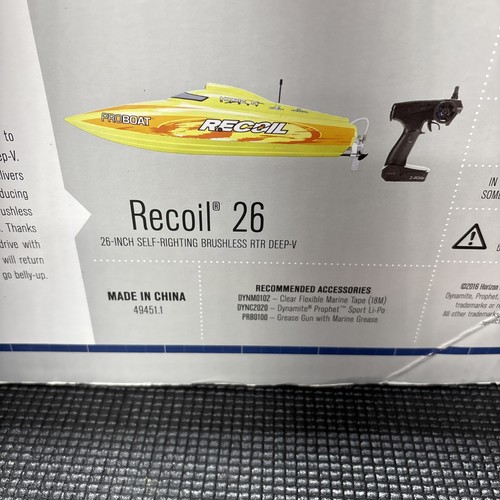 PROBOAT
RECOIL
to
ep-V.
livers
ducing
rushless
. Thanks
drive with
will return
go belly-up.
Recoil® 26
26-INCH SELF-RIGHTING BRUSHLESS RTR DEEP-V
IN
SOME
MADE IN CHINA
49451.1
RECOMMENDED ACCESSORIES
DYNM0102 – Clear Flexible Marine Tape (18M)
DYNC2020 – Dynamite® Prophet™ Sport Li-Po
PRB0100 – Grease Gun with Marine Grease
©2016 Horizon
Dynamite, Prophet,
trademarks or r
All other trademark